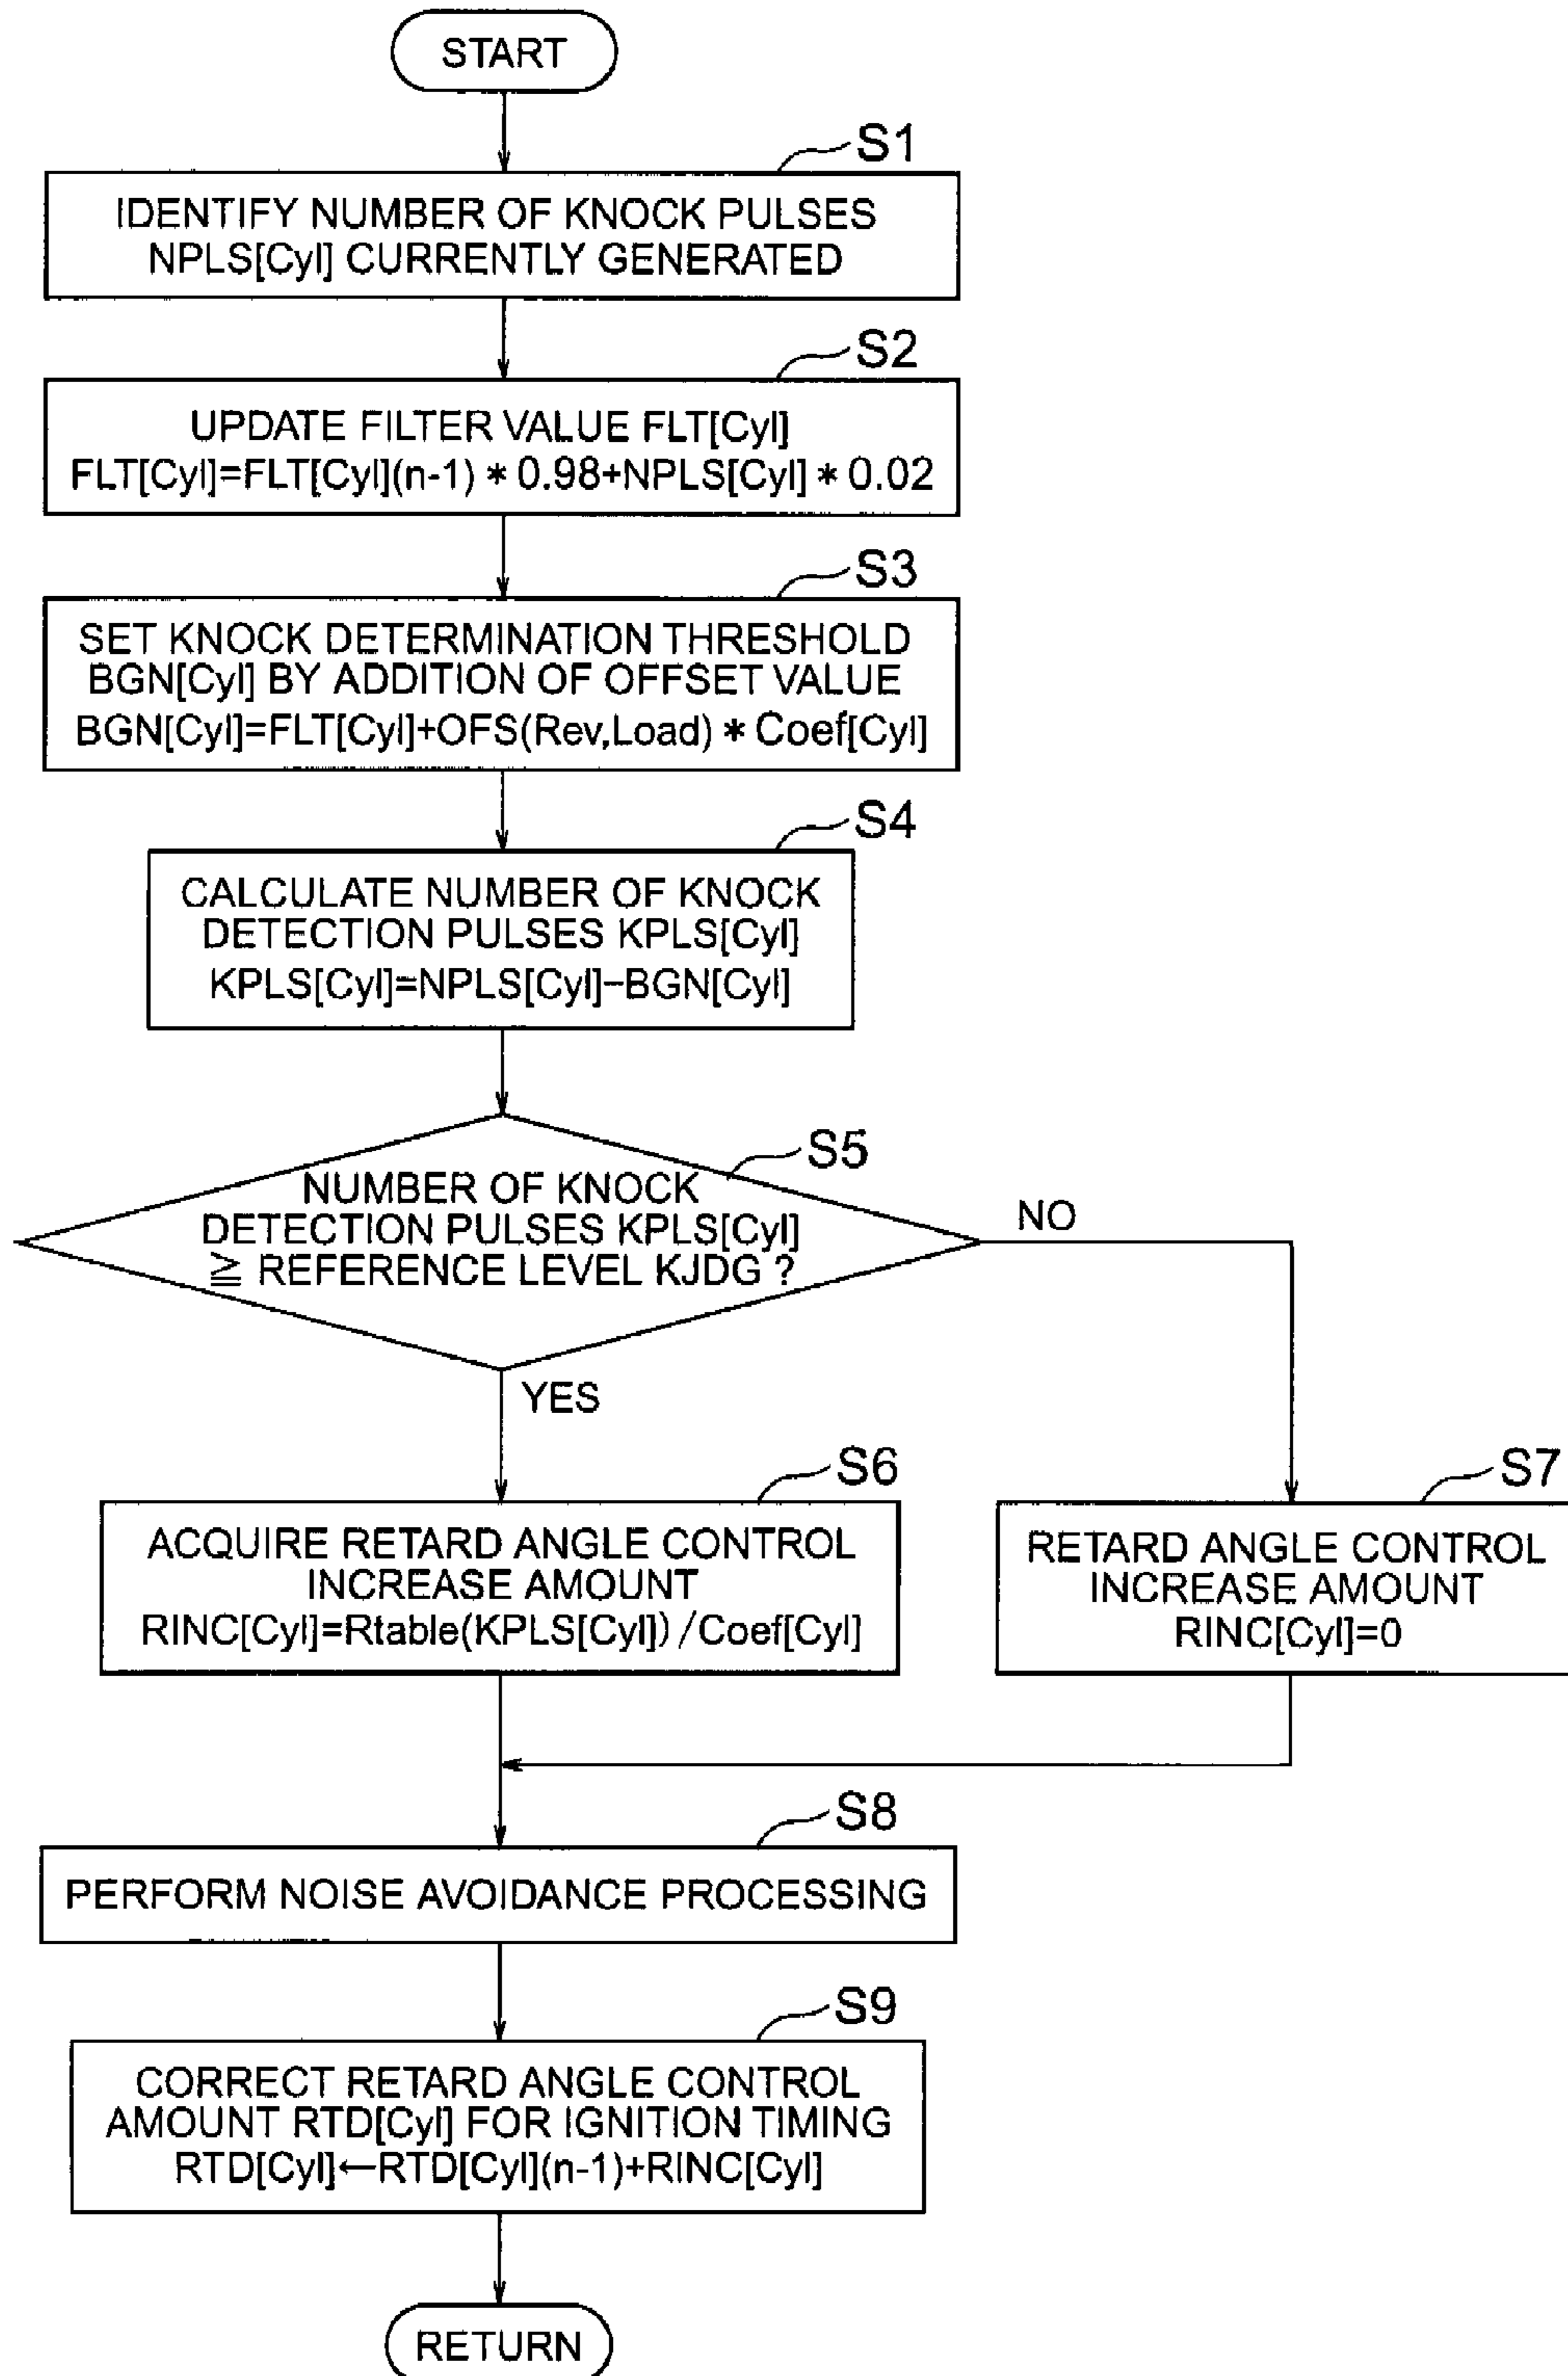 START
S1
IDENTIFY NUMBER OF KNOCK PULSES
NPLS[Cyl] CURRENTLY GENERATED
S2
UPDATE FILTER VALUE FLT[Cyl]
FLT[Cyl]=FLT[Cyl](n-1)*0.98+NPLS[Cyl]*0.02
S3
SET KNOCK DETERMINATION THRESHOLD
BGN[Cyl] BY ADDITION OF OFFSET VALUE
BGN[Cyl]=FLT[Cyl]+OFS(Rev,Load)*Coef[Cyl]
S4
CALCULATE NUMBER OF KNOCK
DETECTION PULSES KPLS[Cyl]
KPLS[Cyl]=NPLS[Cyl]-BGN[Cyl]
S5
NUMBER OF KNOCK
DETECTION PULSES KPLS[Cyl]
≧ REFERENCE LEVEL KJDG ?
NO
YES
S6
ACQUIRE RETARD ANGLE CONTROL
INCREASE AMOUNT
RINC[Cyl]=Rtable(KPLS[Cyl])/Coef[Cyl]
S7
RETARD ANGLE CONTROL
INCREASE AMOUNT
RINC[Cyl]=0
S8
PERFORM NOISE AVOIDANCE PROCESSING
S9
CORRECT RETARD ANGLE CONTROL
AMOUNT RTD[Cyl] FOR IGNITION TIMING
RTD[Cyl]←RTD[Cyl](n-1)+RINC[Cyl]
RETURN